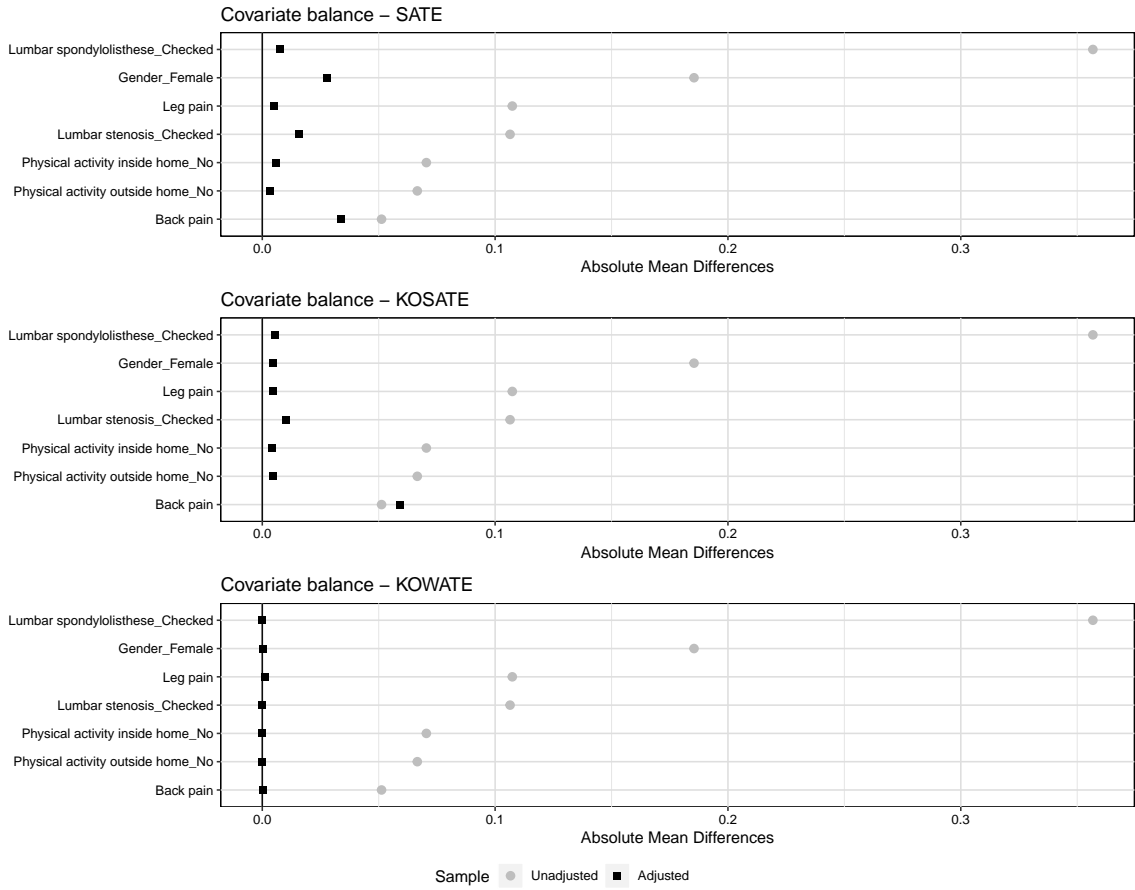 Covariate balance – SATE
Lumbar spondylolisthese_Checked
Gender_Female
Leg pain
Lumbar stenosis_Checked
Physical activity inside home_No
Physical activity outside home_No
Back pain
0.0 0.1 0.2 0.3
Absolute Mean Differences
Covariate balance – KOSATE
Lumbar spondylolisthese_Checked
Gender_Female
Leg pain
Lumbar stenosis_Checked
Physical activity inside home_No
Physical activity outside home_No
Back pain
0.0 0.1 0.2 0.3
Absolute Mean Differences
Covariate balance – KOWATE
Lumbar spondylolisthese_Checked
Gender_Female
Leg pain
Lumbar stenosis_Checked
Physical activity inside home_No
Physical activity outside home_No
Back pain
0.0 0.1 0.2 0.3
Absolute Mean Differences
Sample Unadjusted Adjusted